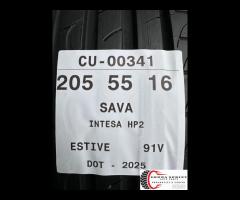 CU-00341
205 55 16
SAVA
INTESA HP2
ESTIVE 91V
DOT - 2025